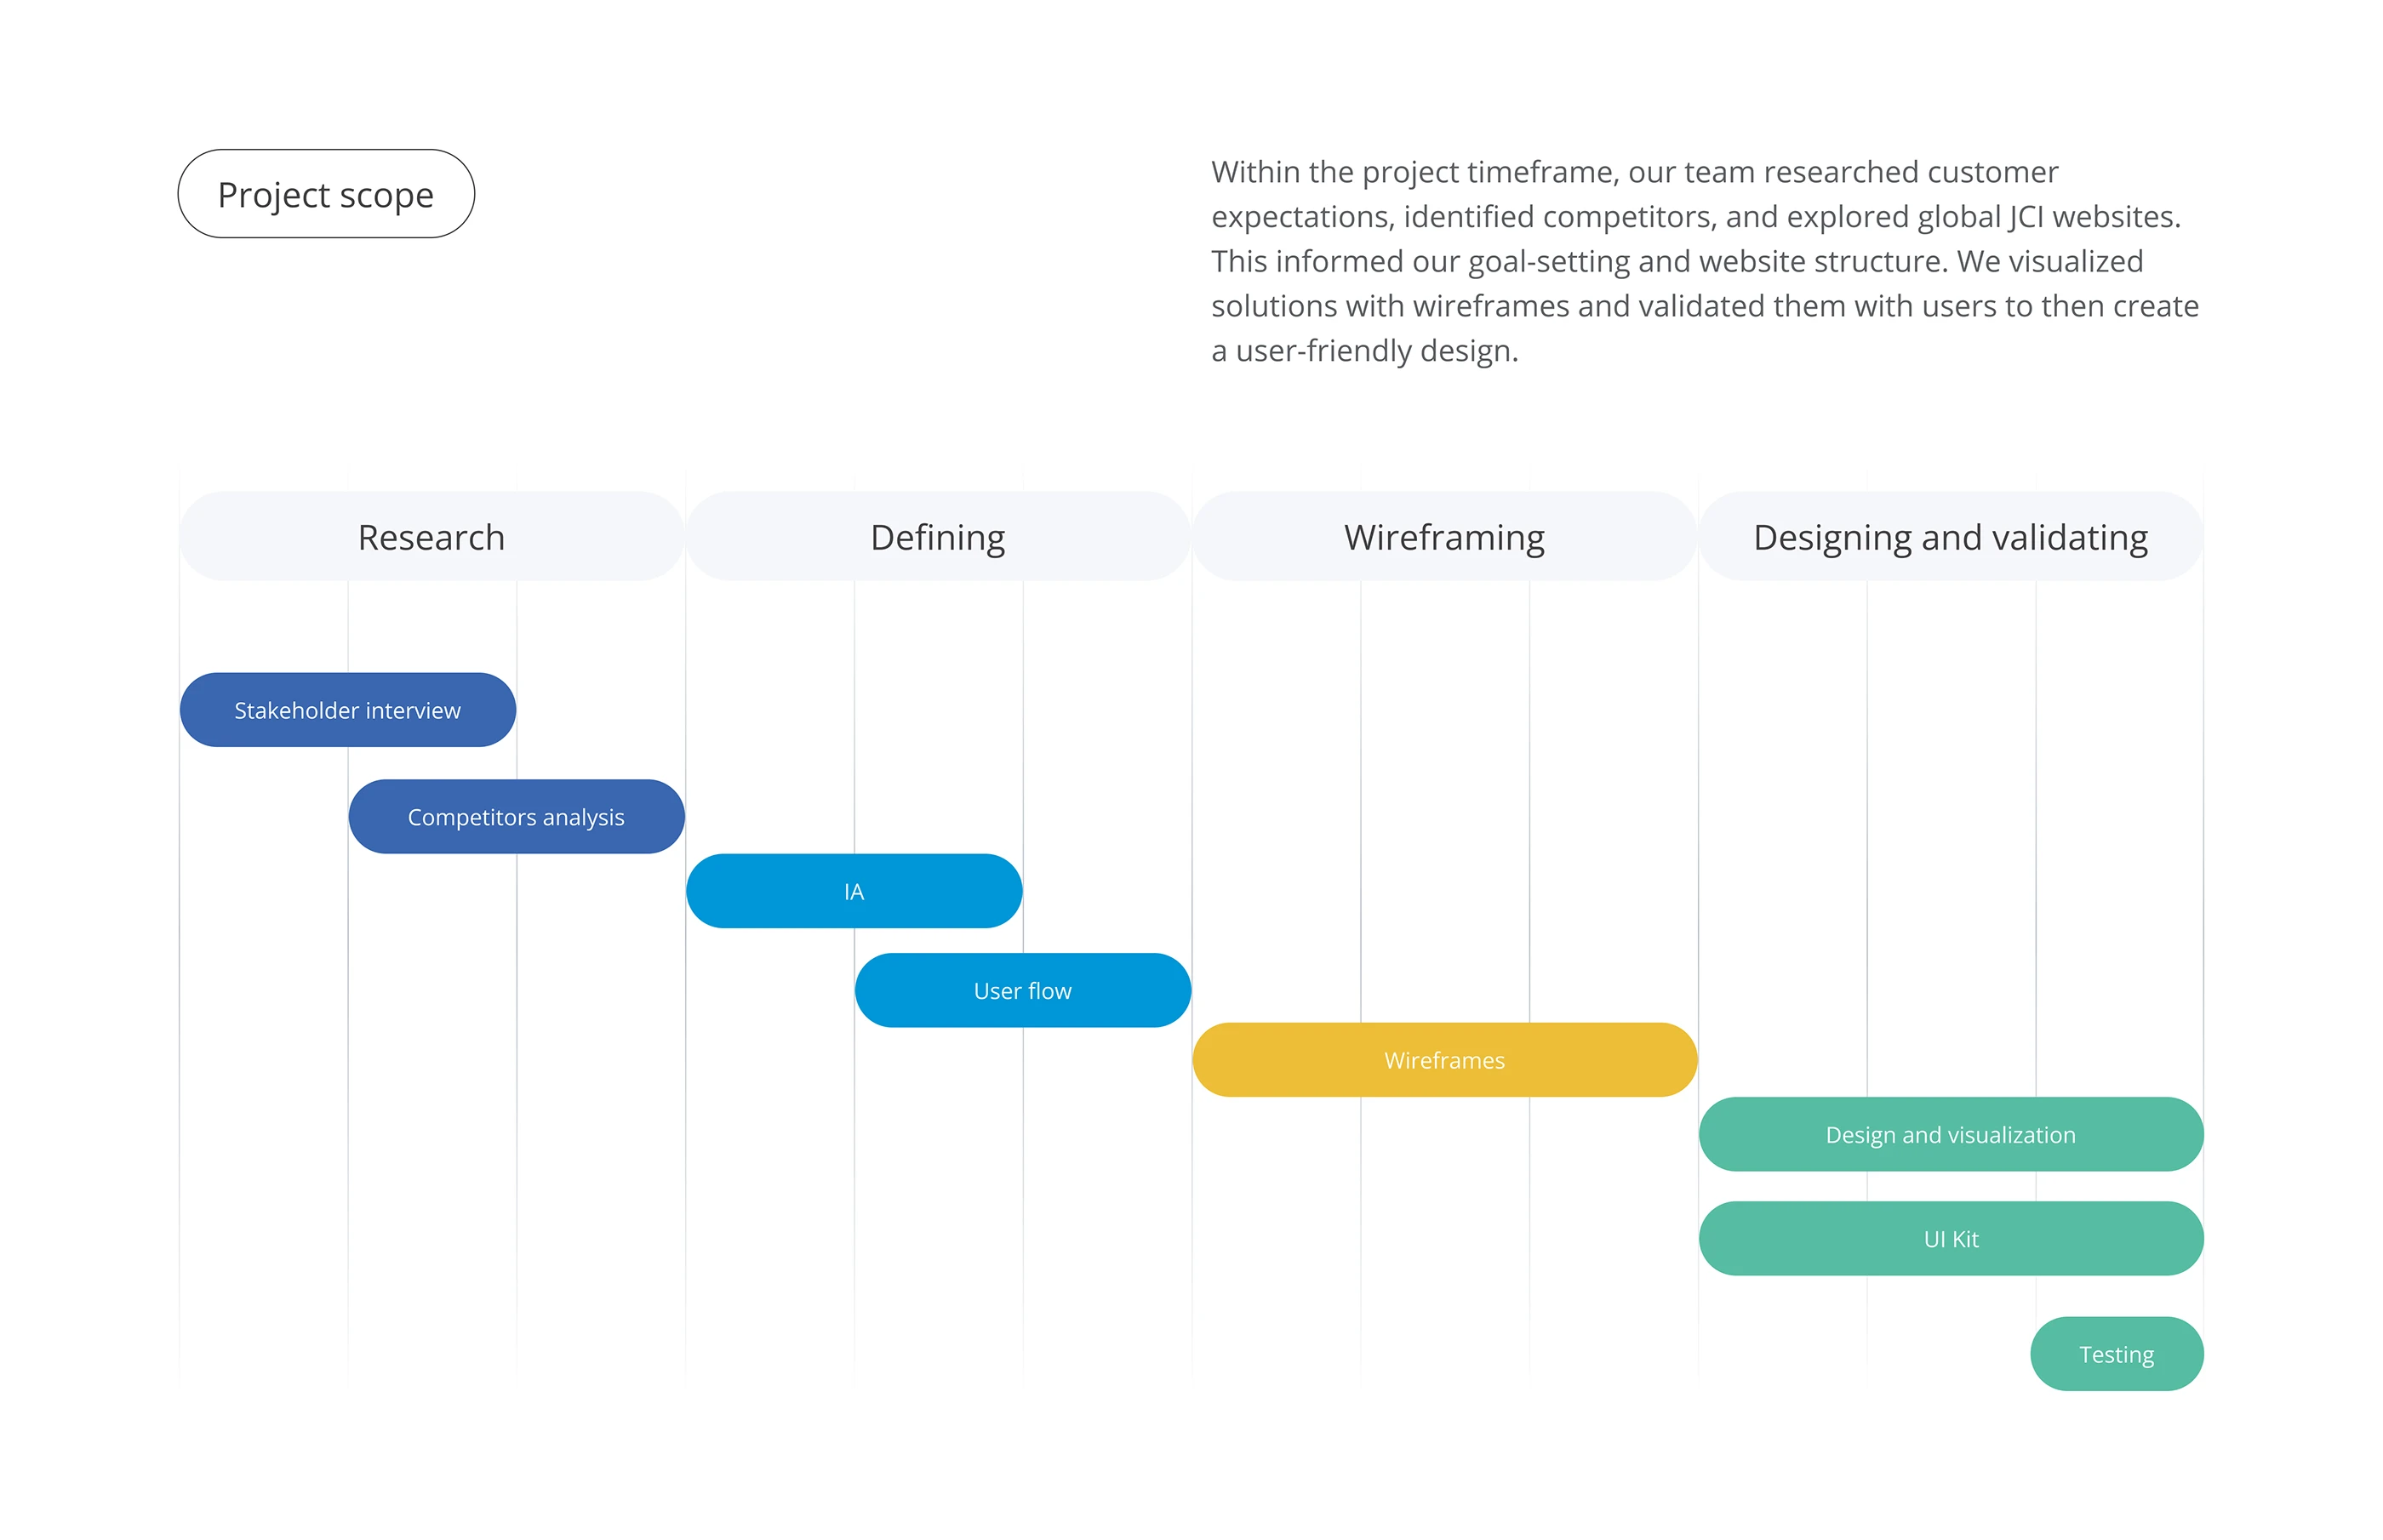 Project scope
Within the project timeframe, our team researched customer
expectations, identified competitors, and explored global JCI websites.
This informed our goal-setting and website structure. We visualized
solutions with wireframes and validated them with users to then create
a user-friendly design.
Research
Defining
Wireframing
Designing and validating
Stakeholder interview
Competitors analysis
IA
User flow
Wireframes
Design and visualization
UI Kit
Testing